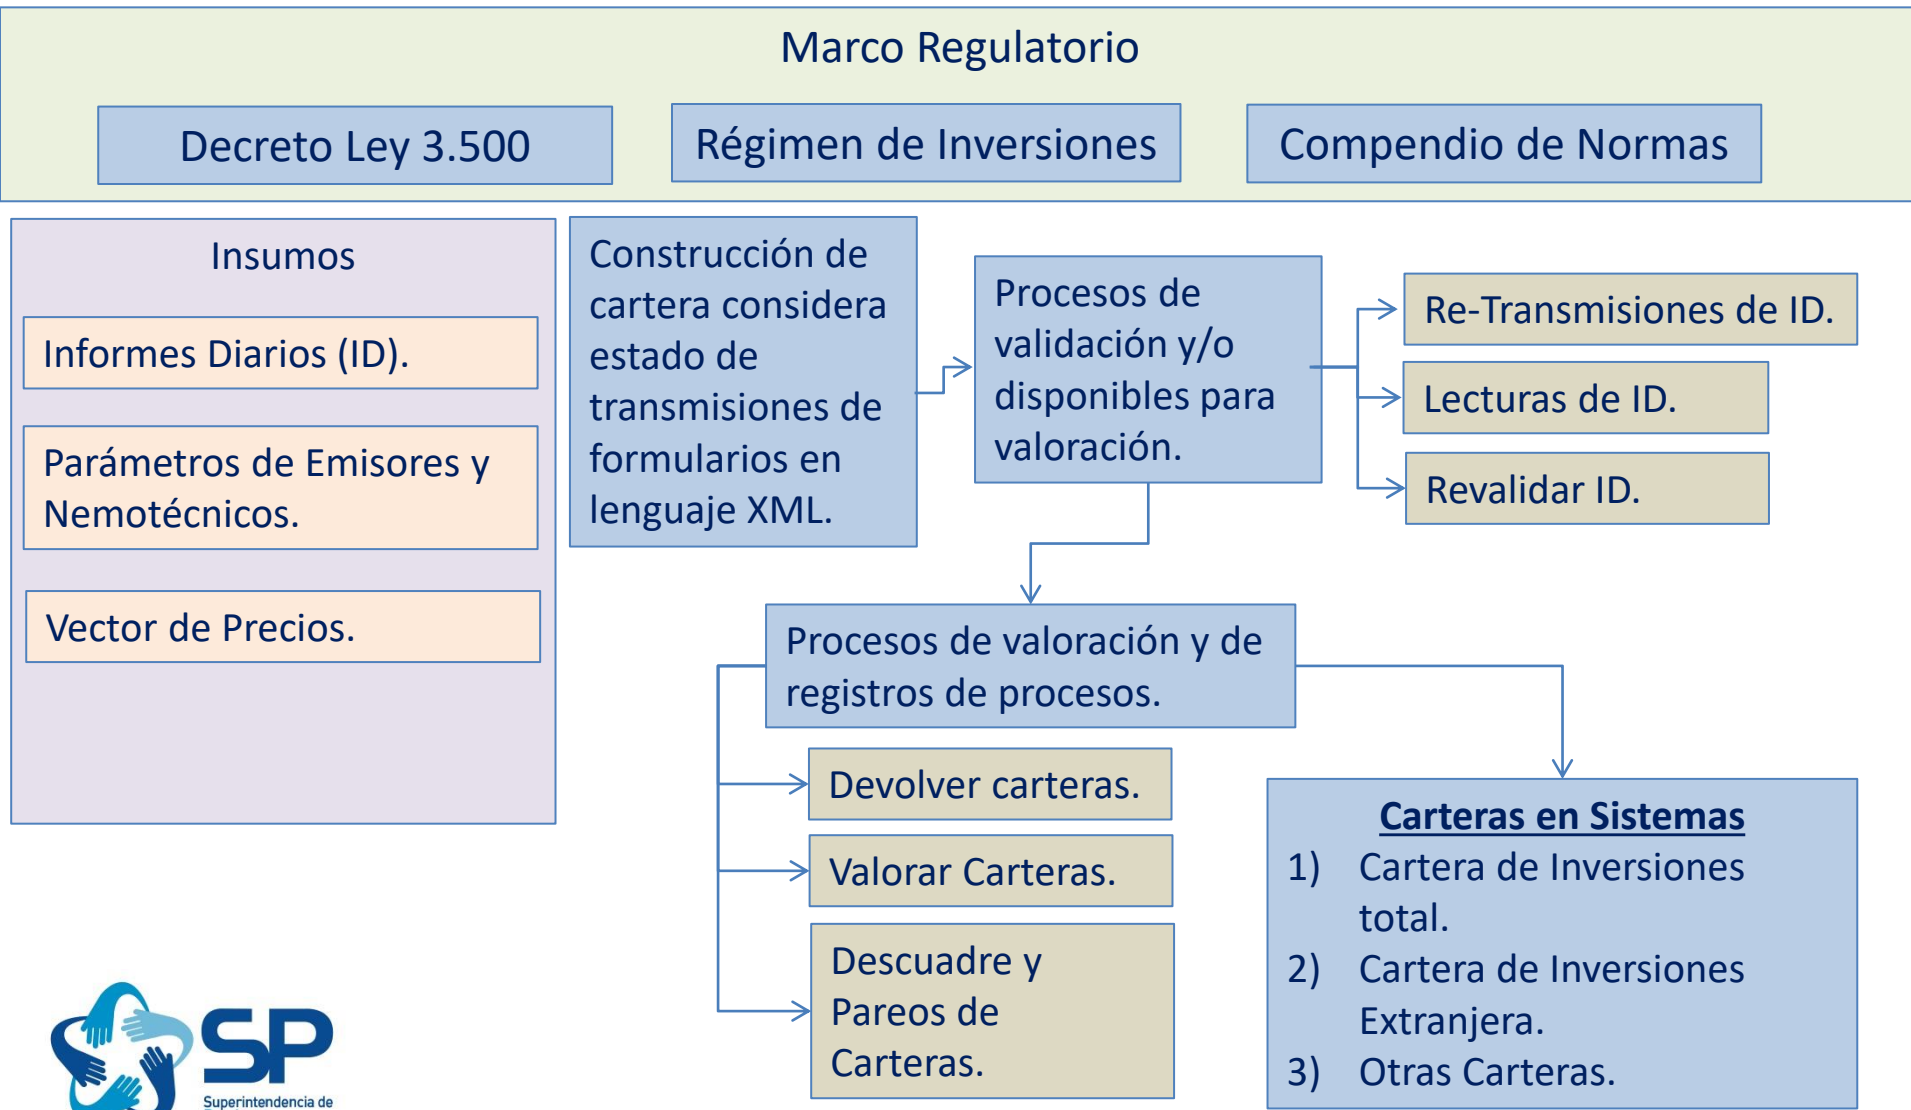 Marco Regulatorio
Decreto Ley 3.500
Régimen de Inversiones
Compendio de Normas
Insumos
Informes Diarios (ID).
Parámetros de Emisores y
Nemotécnicos.
Vector de Precios.
Construcción de
cartera considera
estado de
transmisiones de
formularios en
lenguaje XML.
Procesos de
validación y/o
disponibles para
valoración.
Re-Transmisiones de ID.
Lecturas de ID.
Revalidar ID.
Procesos de valoración y de
registros de procesos.
Devolver carteras.
Valorar Carteras.
Descuadre y
Pareos de
Carteras.
Carteras en Sistemas
1) Cartera de Inversiones
total.
2) Cartera de Inversiones
Extranjera.
3) Otras Carteras.
SP
Superintendencia de